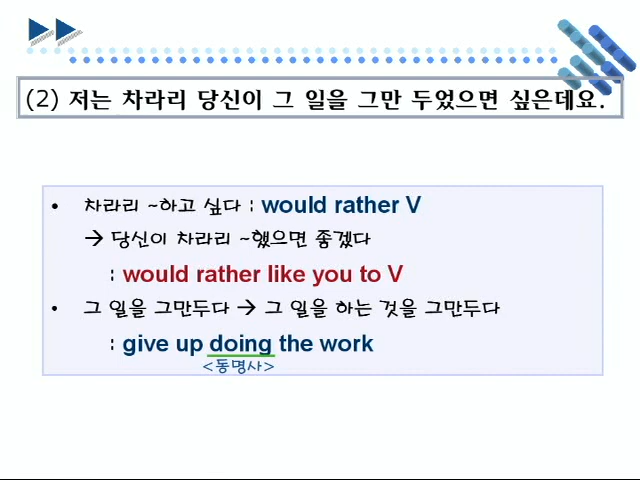 (2) 저는 차라리 당신이 그 일을 그만 두었으면 싶은데요.
• 차라리 ~하고 싶다 : would rather V
→ 당신이 차라리 ~했으면 좋겠다
: would rather like you to V
• 그 일을 그만두다 → 그 일을 하는 것을 그만두다
: give up doing the work
<동명사>